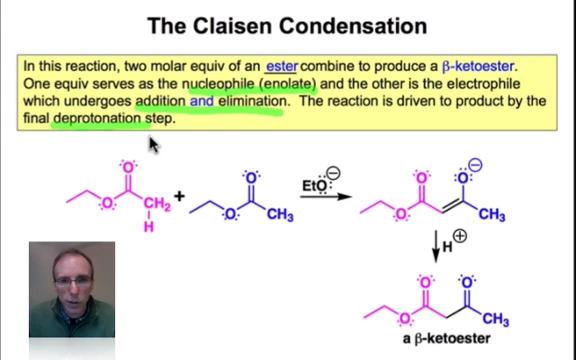 The Claisen Condensation
In this reaction, two molar equiv of an ester combine to produce a β-ketoester.
One equiv serves as the nucleophile (enolate) and the other is the electrophile
which undergoes addition and elimination. The reaction is driven to product by the
final deprotonation step.
O O EtO ⊖ O O ⊖
O CH2 + O CH3 O CH3
H
H ⊕
O O
O CH3
a β-ketoester